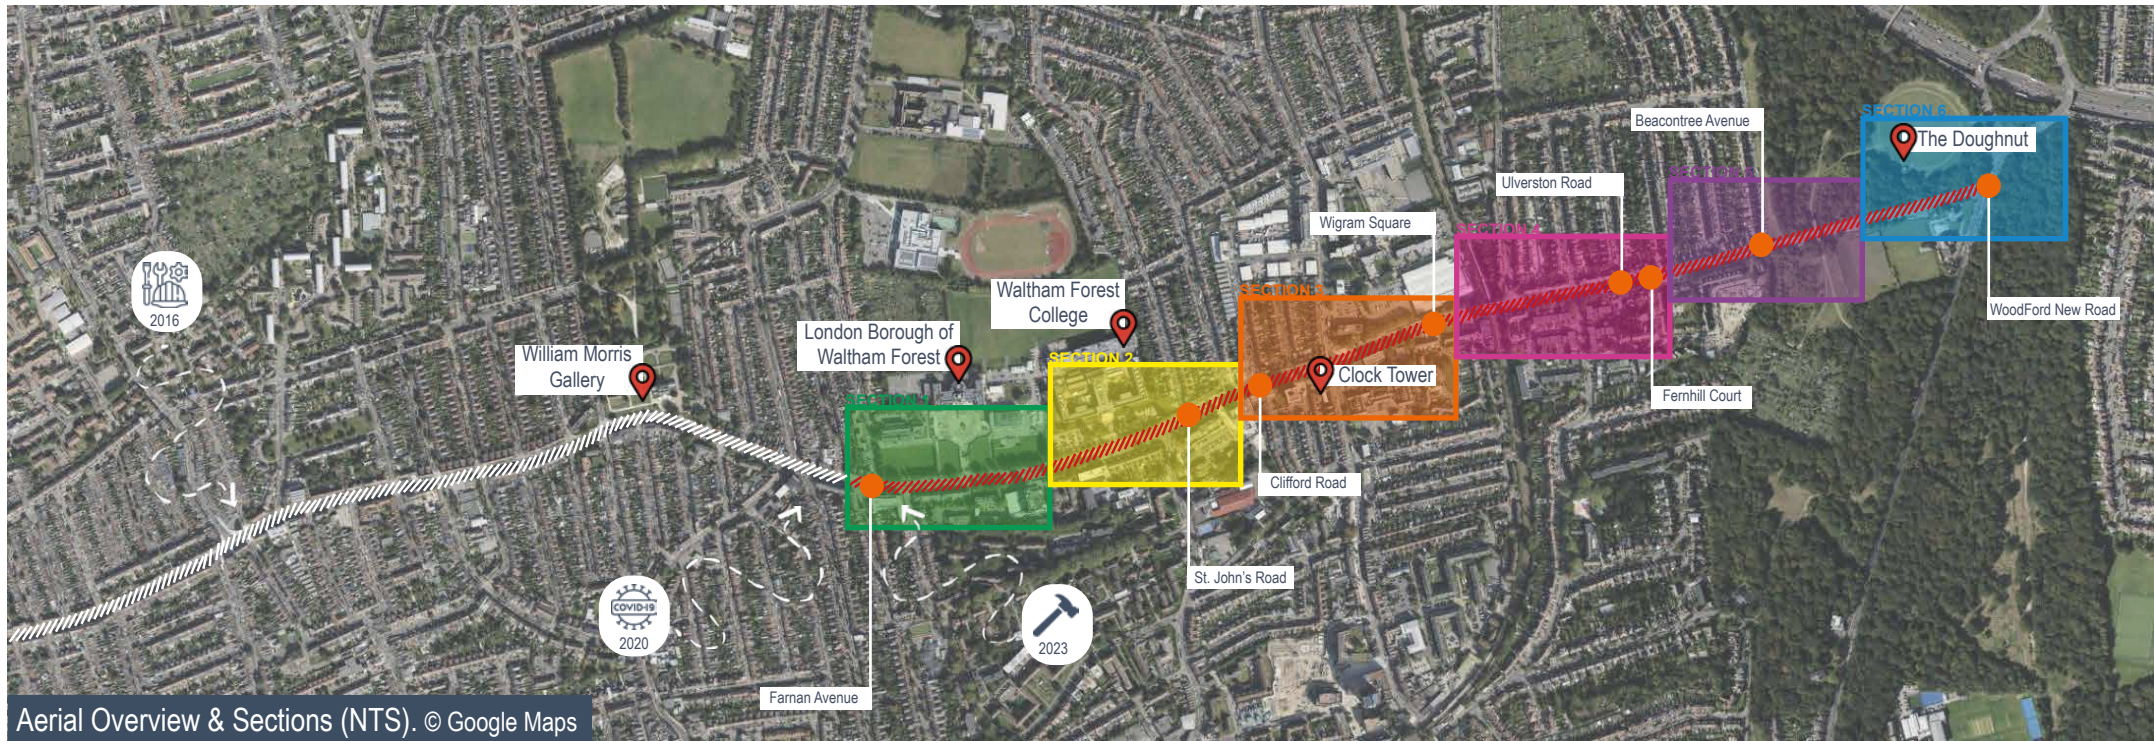 SECTION 6
The Doughnut
Beacontree Avenue
SECTION 5
Ulverston Road
Wigram Square
SECTION 4
2016
Waltham Forest
College
SECTION 3
WoodFord New Road
London Borough of
Waltham Forest
William Morris
Gallery
SECTION 2
Clock Tower
Fernhill Court
SECTION 1
Clifford Road
St. John's Road
COVID-19
2020
2023
Farnan Avenue
Aerial Overview & Sections (NTS). © Google Maps